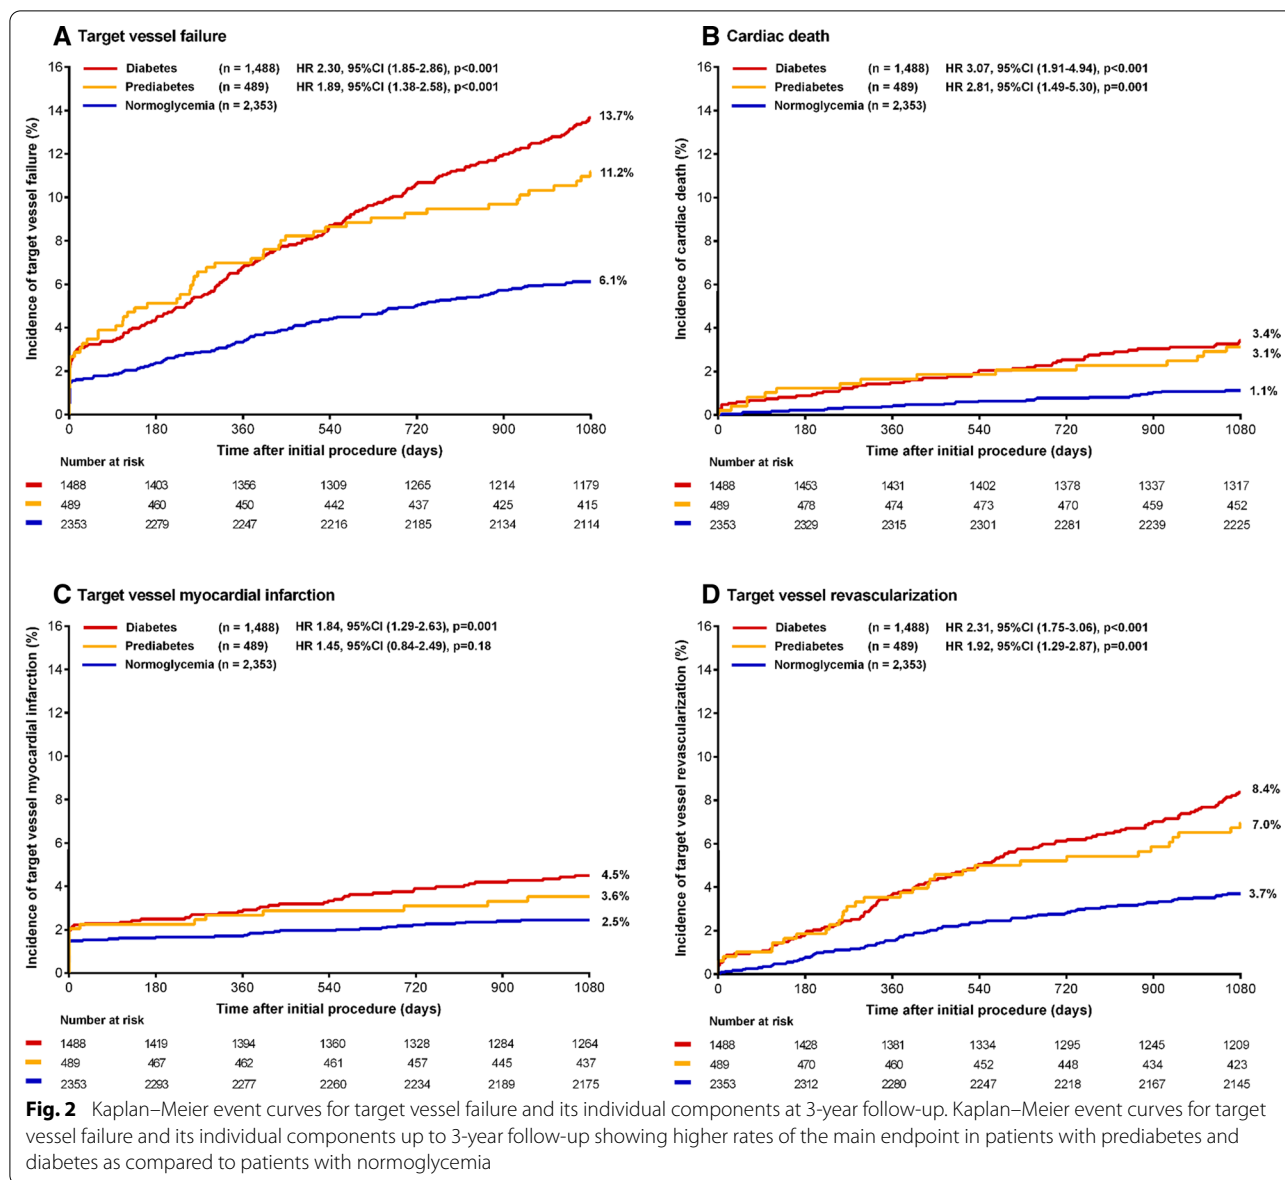 A Target vessel failure
Diabetes (n = 1,488) HR 2.30, 95%CI (1.85-2.86), p<0.001
Prediabetes (n = 489) HR 1.89, 95%CI (1.38-2.58), p<0.001
Normoglycemia (n = 2,353)
Incidence of target vessel failure (%)
16
14
12
10
8
6
4
2
0
13.7%
11.2%
6.1%
0 180 360 540 720 900 1080
Time after initial procedure (days)
Number at risk
1488 1403 1356 1309 1265 1214 1179
489 460 450 442 437 425 415
2353 2279 2247 2216 2185 2134 2114
B Cardiac death
Diabetes (n = 1,488) HR 3.07, 95%CI (1.91-4.94), p<0.001
Prediabetes (n = 489) HR 2.81, 95%CI (1.49-5.30), p=0.001
Normoglycemia (n = 2,353)
Incidence of cardiac death (%)
16
14
12
10
8
6
4
2
0
3.4%
3.1%
1.1%
0 180 360 540 720 900 1080
Time after initial procedure (days)
Number at risk
1488 1453 1431 1402 1378 1337 1317
489 478 474 473 470 459 452
2353 2329 2315 2301 2281 2239 2225
C Target vessel myocardial infarction
Diabetes (n = 1,488) HR 1.84, 95%CI (1.29-2.63), p=0.001
Prediabetes (n = 489) HR 1.45, 95%CI (0.84-2.49), p=0.18
Normoglycemia (n = 2,353)
Incidence of target vessel myocardial infarction (%)
16
14
12
10
8
6
4
2
0
4.5%
3.6%
2.5%
0 180 360 540 720 900 1080
Time after initial procedure (days)
Number at risk
1488 1419 1394 1360 1328 1284 1264
489 467 462 461 457 445 437
2353 2293 2277 2260 2234 2189 2175
D Target vessel revascularization
Diabetes (n = 1,488) HR 2.31, 95%CI (1.75-3.06), p<0.001
Prediabetes (n = 489) HR 1.92, 95%CI (1.29-2.87), p=0.001
Normoglycemia (n = 2,353)
Incidence of target vessel revascularization (%)
16
14
12
10
8
6
4
2
0
8.4%
7.0%
3.7%
0 180 360 540 720 900 1080
Time after initial procedure (days)
Number at risk
1488 1428 1381 1334 1295 1245 1209
489 470 460 452 448 434 423
2353 2312 2280 2247 2218 2167 2145
Fig. 2 Kaplan–Meier event curves for target vessel failure and its individual components at 3-year follow-up. Kaplan–Meier event curves for target
vessel failure and its individual components up to 3-year follow-up showing higher rates of the main endpoint in patients with prediabetes and
diabetes as compared to patients with normoglycemia